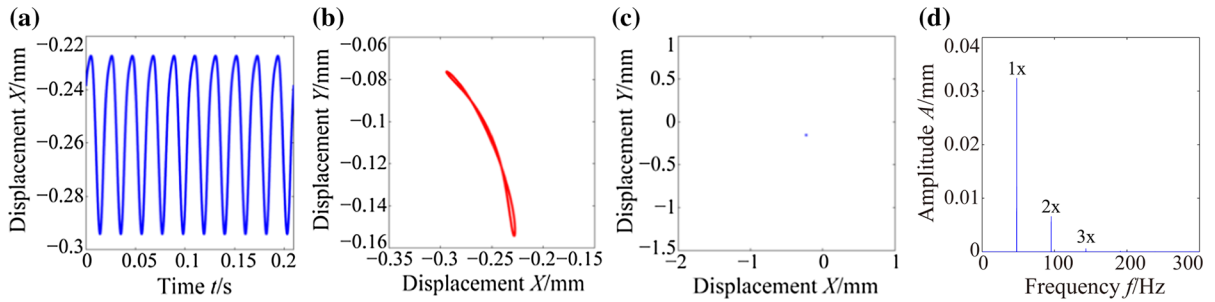 (a)
Displacement X/mm
−0.22
−0.24
−0.26
−0.28
−0.3
0 0.05 0.1 0.15 0.2
Time t/s
(b)
Displacement Y/mm
−0.06
−0.08
−0.1
−0.12
−0.14
−0.16
−0.35 −0.3 −0.25 −0.2 −0.15
Displacement X/mm
(c)
Displacement Y/mm
1
0.5
0
−0.5
−1
−1.5
−2 −1 0 1
Displacement X/mm
(d)
Amplitude A/mm
0.04
0.03
0.02
0.01
0
1x
2x
3x
0 100 200 300
Frequency f/Hz